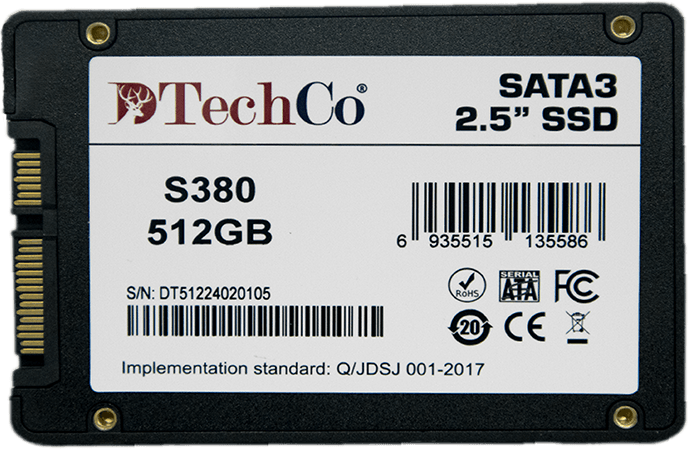 DTechCo®
SATA3
2.5” SSD
S380
512GB
6 935515 135586
S/N: DT51224020105
RoHS
SERIAL
ATA
FC
20
CE
Implementation standard: Q/JDSJ 001-2017